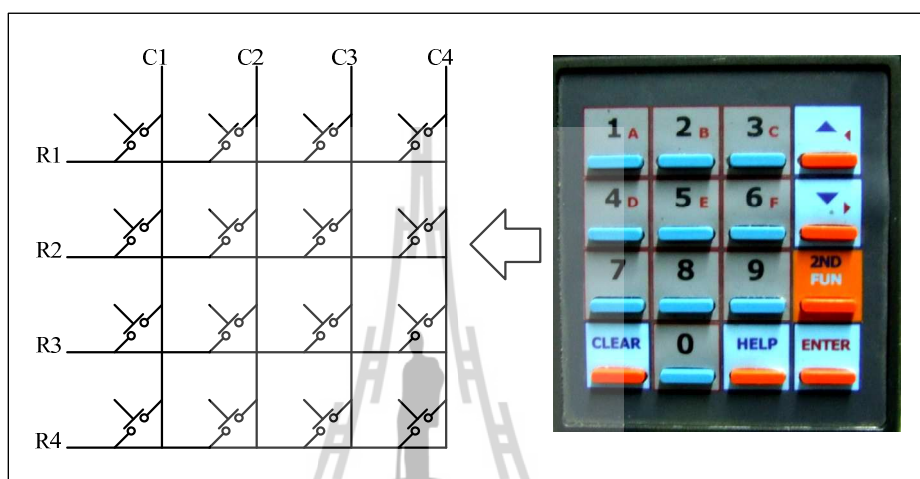 C1 C2 C3 C4
R1
R2
R3
R4
1 A 2 B 3 C
4 D 5 E 6 F
7 8 9 2ND FUN
CLEAR 0 HELP ENTER